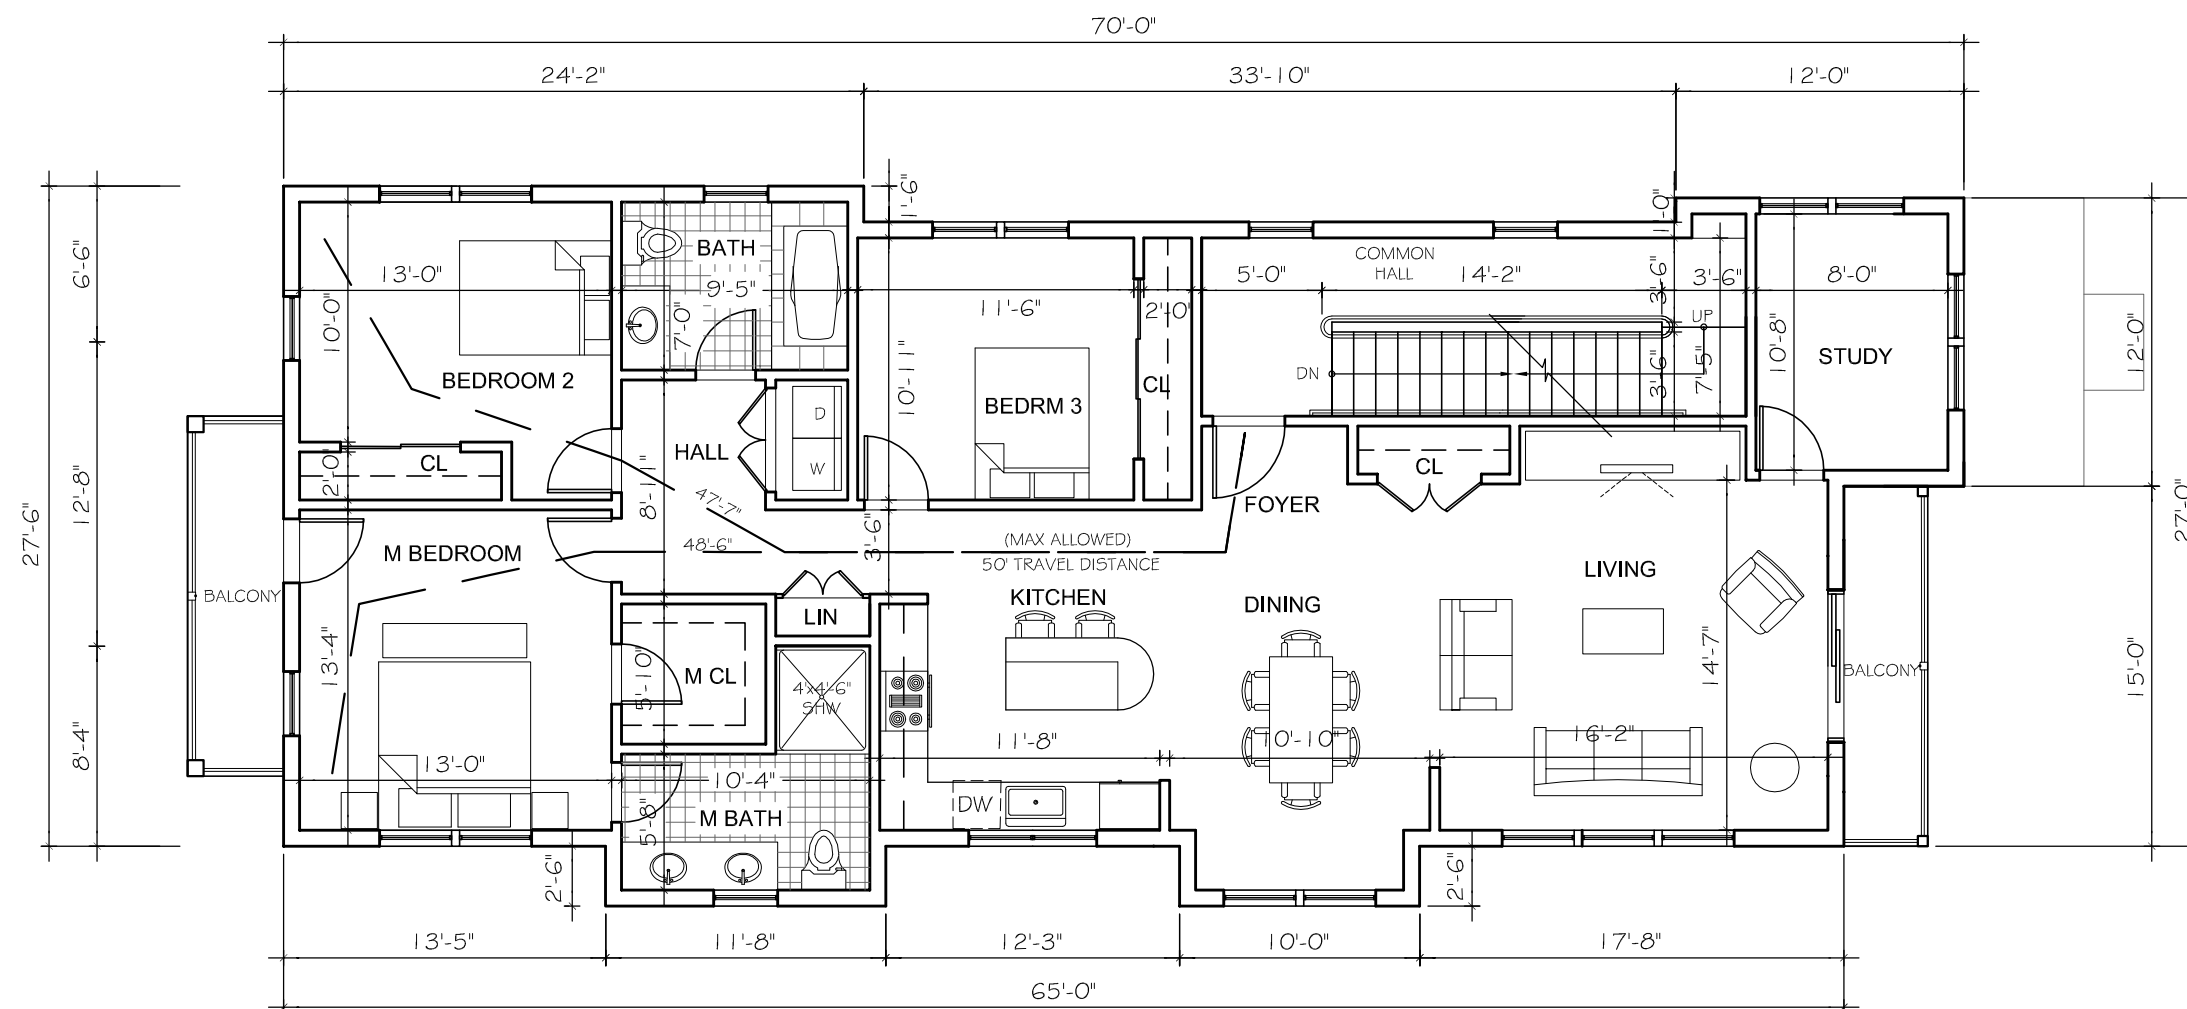 70'-0"
24'-2"
33'-10"
12'-0"
1'-6"
1'-0"
BATH
COMMON
HALL
13'-0"
9'-5"
5'-0"
14'-2"
3'-6"
3'-6"
8'-0"
6'-6"
10'-0"
7'-0"
11'-6"
2'-0"
UP
12'-0"
10'-8"
STUDY
BEDROOM 2
10'-11"
BEDRM 3
CL
DN
3'-6"
7'-5"
D
W
HALL
CL
2'-0"
8'-11"
47'-7"
CL
FOYER
27'-6"
12'-8"
27'-0"
M BEDROOM
48'-6"
3'-6"
(MAX ALLOWED)
50' TRAVEL DISTANCE
LIVING
BALCONY
KITCHEN
DINING
LIN
13'-4"
5'-10"
M CL
4'x4'-6"
SHW
14'-7"
BALCONY
15'-0"
8'-4"
13'-0"
10'-4"
11'-8"
10'-10"
16'-2"
DW
M BATH
5'-8"
2'-6"
2'-6"
13'-5"
11'-8"
12'-3"
10'-0"
17'-8"
65'-0"